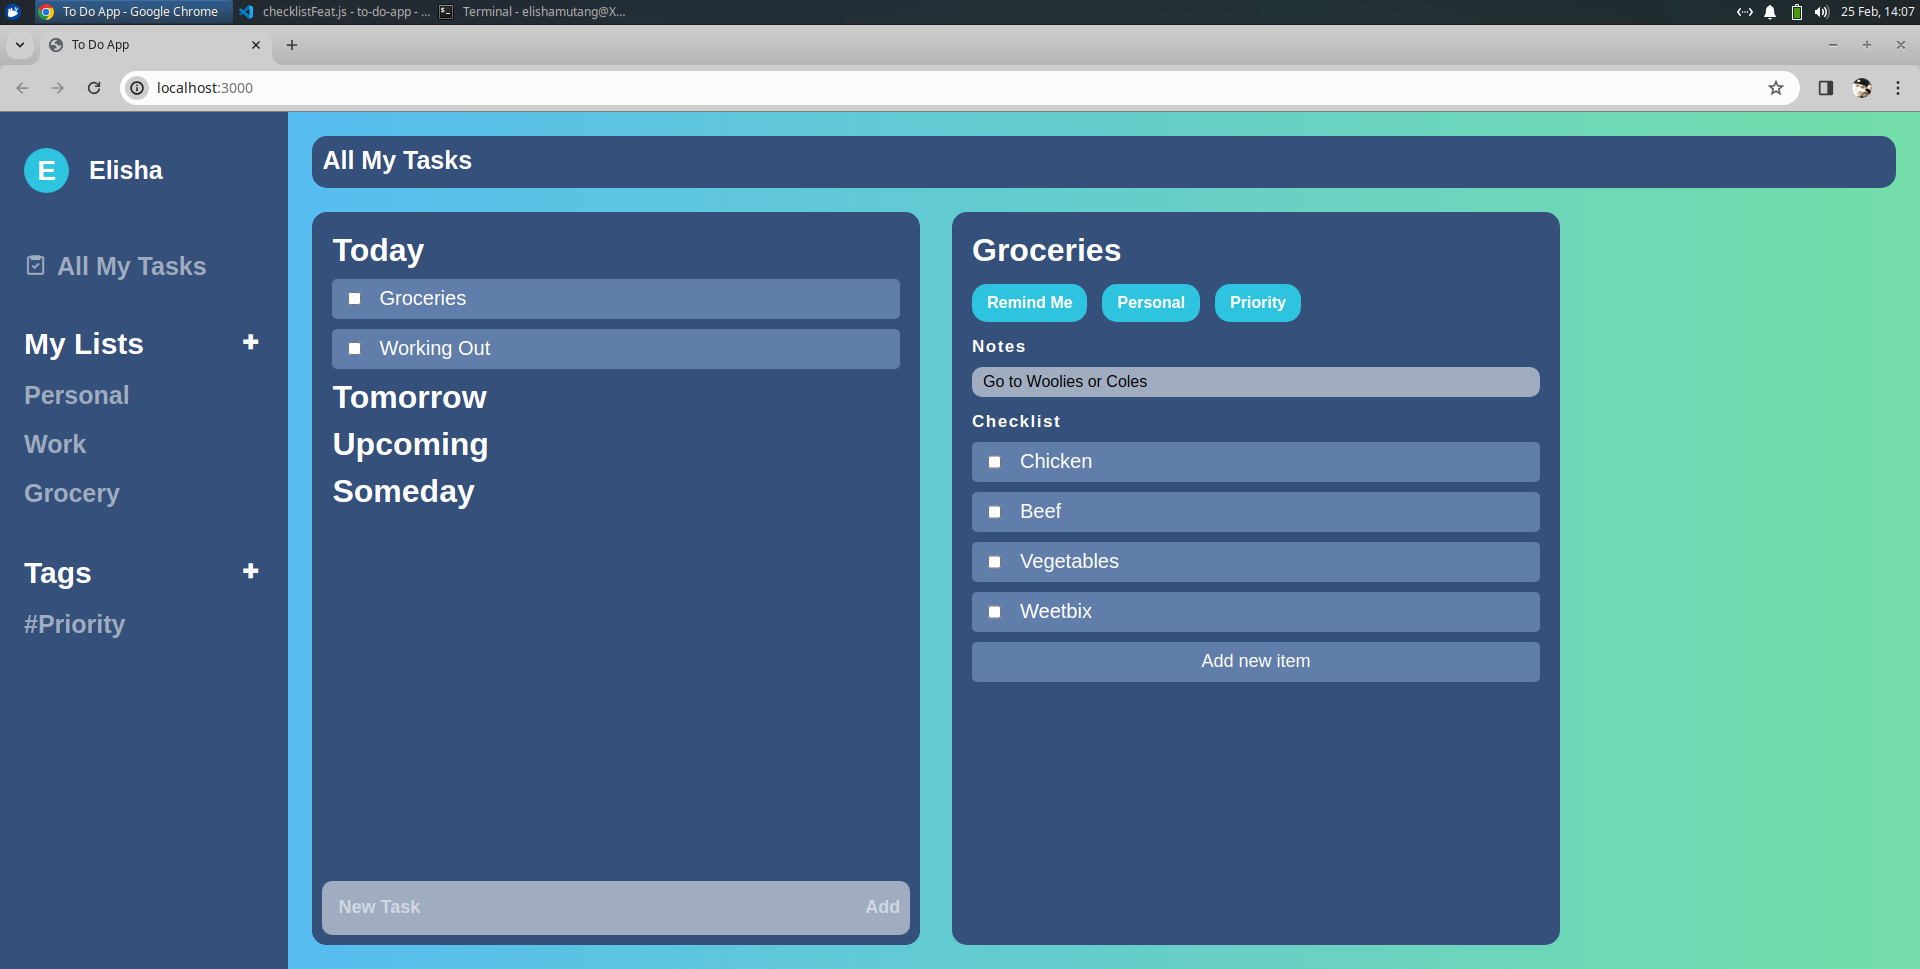 To Do App - Google Chrome
checklistFeat.js - to-do-app - ...
Terminal - elishamutang@X...
25 Feb, 14:07
To Do App
localhost:3000
E
Elisha
All My Tasks
My Lists
Personal
Work
Grocery
Tags
#Priority
All My Tasks
Today
Groceries
Working Out
Tomorrow
Upcoming
Someday
New Task
Add
Groceries
Remind Me
Personal
Priority
Notes
Go to Woolies or Coles
Checklist
Chicken
Beef
Vegetables
Weetbix
Add new item